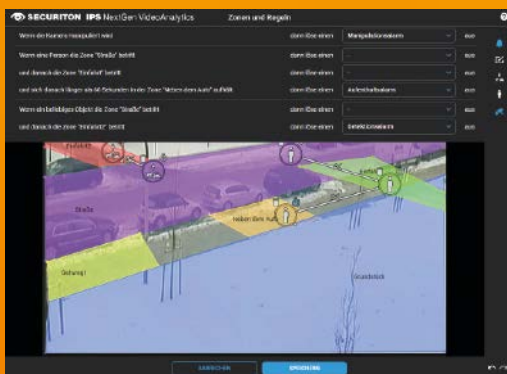 SECURITON IPS NextGen VideoAnalytics Zonen und Regeln
Wenn die Kamera manipuliert wird dann löse einen Manipulationsalarm aus
Wenn eine Person die Zone "Straße" betritt dann löse einen - aus
und danach die Zone "Einfahrt" betritt dann löse einen - aus
und sich danach länger als 60 Sekunden in der Zone "Neben dem Auto" aufhält dann löse einen Aufenthaltsalarm aus
Wenn ein beliebiges Objekt die Zone "Straße" betritt dann löse einen - aus
und danach die Zone "Einfahrt" betritt dann löse einen Detektionsalarm aus
Straße
Neben dem Auto
Gehweg
Grundstück
ABBRECHEN SPEICHERN